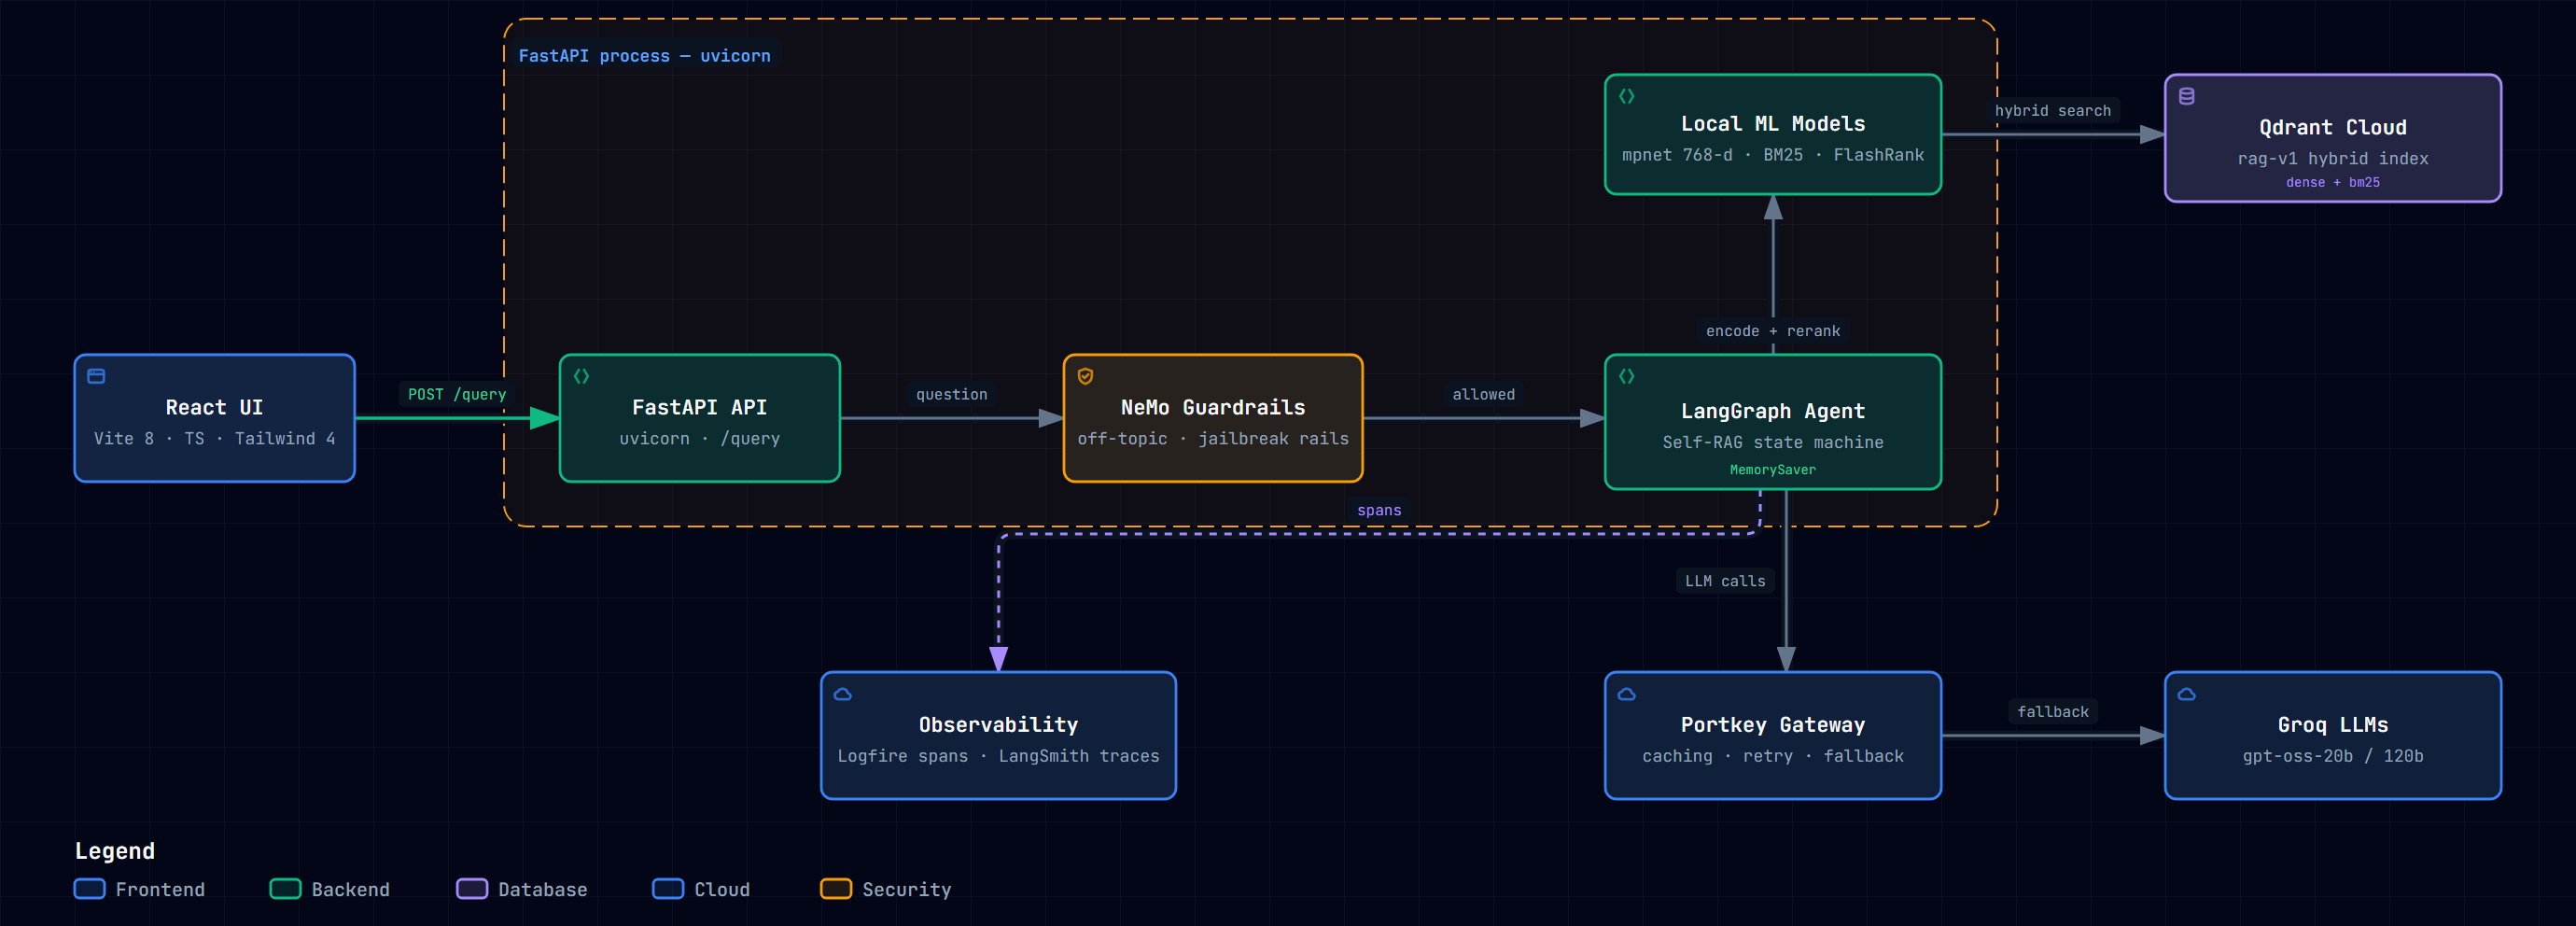 FastAPI process — uvicorn
Local ML Models
mpnet 768-d · BM25 · FlashRank
hybrid search
Qdrant Cloud
rag-v1 hybrid index
dense + bm25
encode + rerank
React UI
Vite 8 · TS · Tailwind 4
POST /query
FastAPI API
uvicorn · /query
question
NeMo Guardrails
off-topic · jailbreak rails
allowed
LangGraph Agent
Self-RAG state machine
MemorySaver
spans
LLM calls
Observability
Logfire spans · LangSmith traces
Portkey Gateway
caching · retry · fallback
fallback
Groq LLMs
gpt-oss-20b / 120b
Legend
Frontend
Backend
Database
Cloud
Security